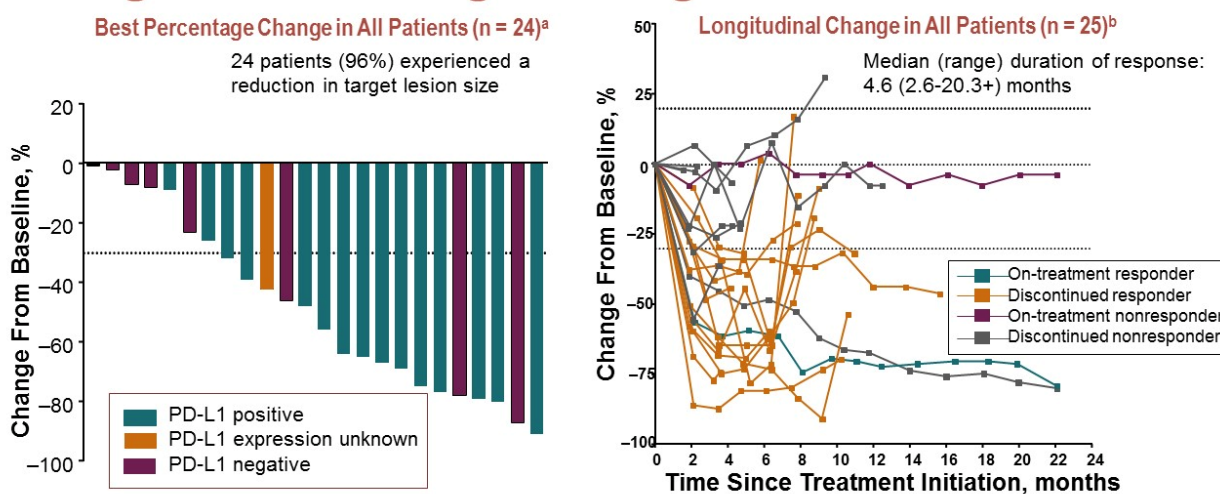 Best Percentage Change in All Patients (n = 24)a
24 patients (96%) experienced a
reduction in target lesion size
Change From Baseline, %
20
0
–20
–40
–60
–80
–100
PD-L1 positive
PD-L1 expression unknown
PD-L1 negative
Longitudinal Change in All Patients (n = 25)b
Median (range) duration of response:
4.6 (2.6-20.3+) months
Change From Baseline, %
50
25
0
–25
–50
–75
–100
0 2 4 6 8 10 12 14 16 18 20 22 24
Time Since Treatment Initiation, months
On-treatment responder
Discontinued responder
On-treatment nonresponder
Discontinued nonresponder